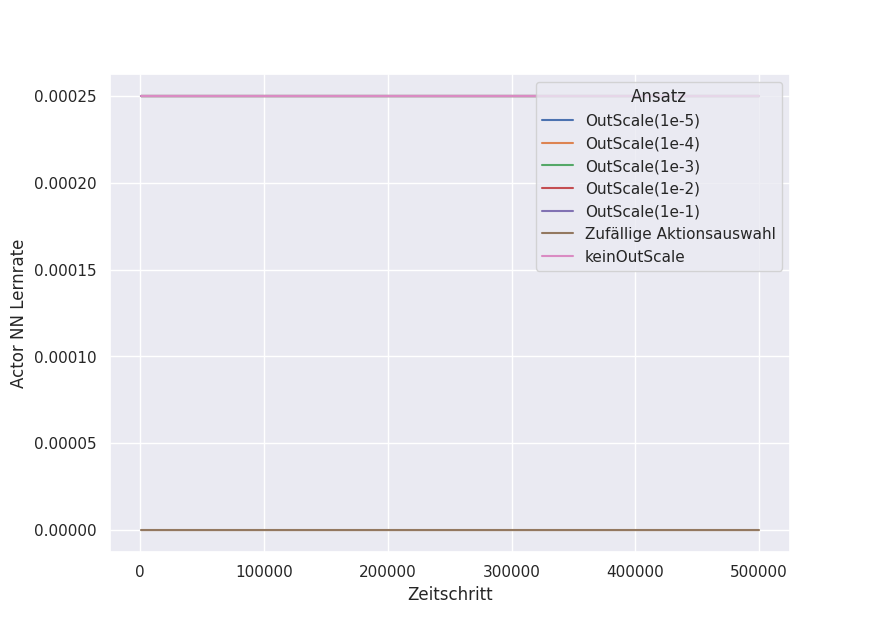 0.00025
0.00020
0.00015
0.00010
0.00005
0.00000
Actor NN Lernrate
Ansatz
OutScale(1e-5)
OutScale(1e-4)
OutScale(1e-3)
OutScale(1e-2)
OutScale(1e-1)
Zufällige Aktionsauswahl
keinOutScale
0 100000 200000 300000 400000 500000
Zeitschritt